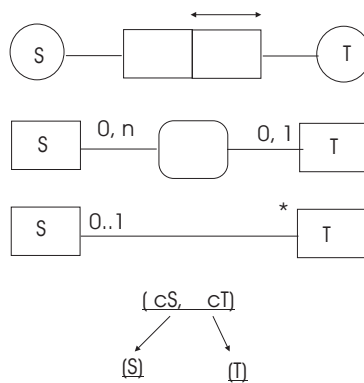 S T
0, n 0, 1
S T
0..1 *
S T
( cS, cT)
(S) (T)